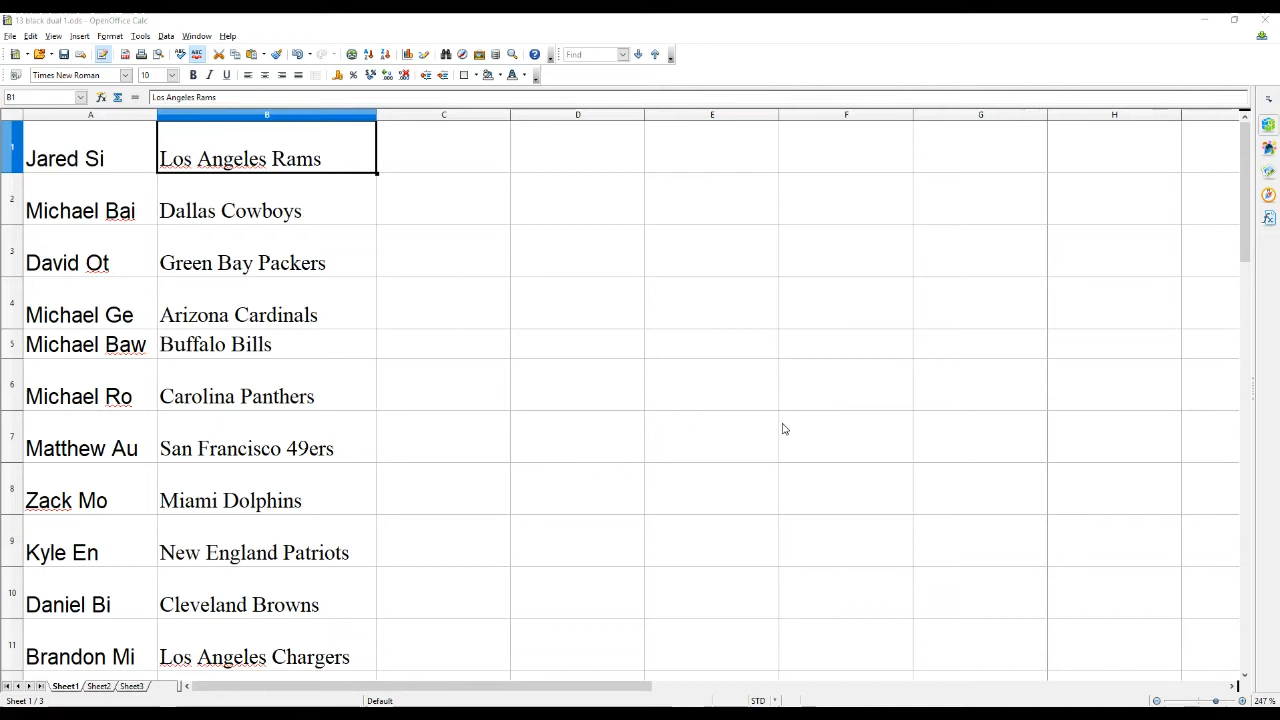 13 black dual 1.ods - OpenOffice Calc
File Edit View Insert Format Tools Data Window Help
Find
Times New Roman 10
B1 Los Angeles Rams
A B C D E F G H
1 Jared Si Los Angeles Rams
2 Michael Bai Dallas Cowboys
3 David Ot Green Bay Packers
4 Michael Ge Arizona Cardinals
5 Michael Baw Buffalo Bills
6 Michael Ro Carolina Panthers
7 Matthew Au San Francisco 49ers
8 Zack Mo Miami Dolphins
9 Kyle En New England Patriots
10 Daniel Bi Cleveland Browns
11 Brandon Mi Los Angeles Chargers
Sheet1 Sheet2 Sheet3
Sheet 1 / 3 Default STD * 247 %